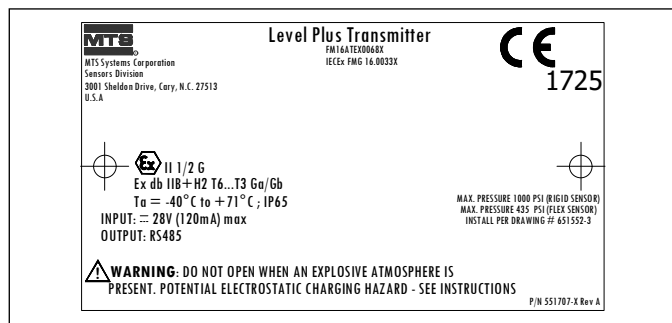 MTS
MTS Systems Corporation
Sensors Division
3001 Sheldon Drive, Cary, N.C. 27513
U.S.A
Level Plus Transmitter
FM16ATEX0068X
IECEx FMG 16.0033X
CE
1725
Ex II 1/2 G
Ex db IIB+H2 T6...T3 Ga/Gb
Ta = -40°C to +71°C ; IP65
INPUT: ⎓ 28V (120mA) max
OUTPUT: RS485
MAX. PRESSURE 1000 PSI (RIGID SENSOR)
MAX. PRESSURE 435 PSI (FLEX SENSOR)
INSTALL PER DRAWING # 651552-3
WARNING: DO NOT OPEN WHEN AN EXPLOSIVE ATMOSPHERE IS
PRESENT. POTENTIAL ELECTROSTATIC CHARGING HAZARD - SEE INSTRUCTIONS
P/N 551707-X Rev A